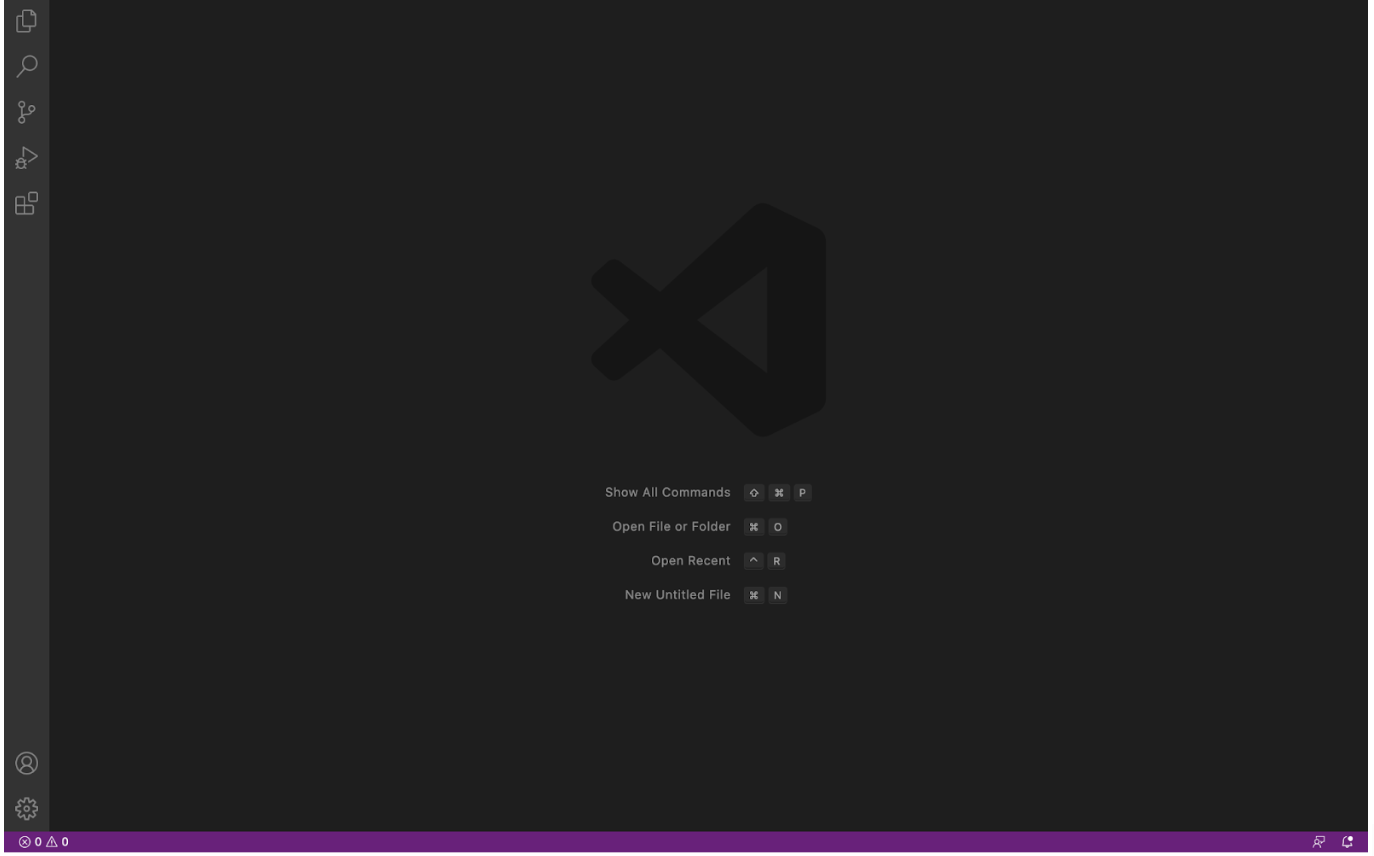 Show All Commands ⇧ ⌘ P
Open File or Folder ⌘ O
Open Recent ^ R
New Untitled File ⌘ N
0 0